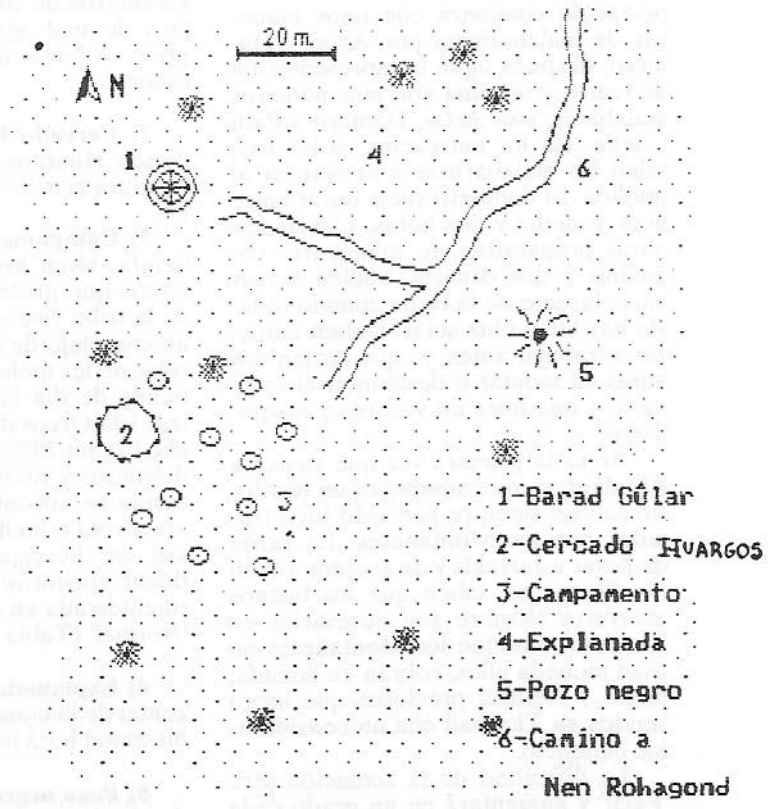 20 m.
N
1
4
6
5
2
3
1-Barad Gûlar
2-Cercado HVARGOS
3-Campamento
4-Explanada
5-Pozo negro
6-Camino a
Nen Rohagond